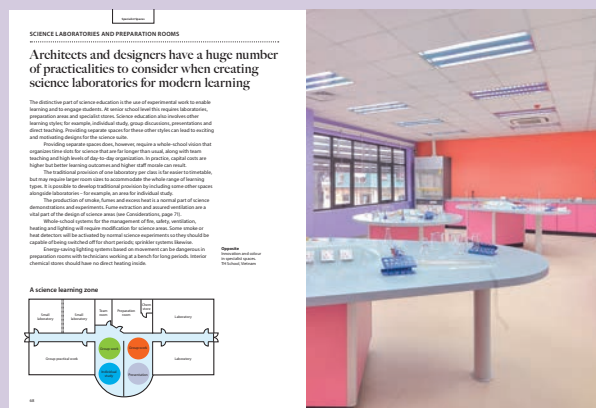 Specialist Spaces
SCIENCE LABORATORIES AND PREPARATION ROOMS
Architects and designers have a huge number
of practicalities to consider when creating
science laboratories for modern learning
The distinctive part of science education is the use of experimental work to enable
learning and to engage students. At senior school level this requires laboratories,
preparation areas and specialist stores. Science education also involves other
learning styles; for example, individual study, group discussions, presentations and
direct teaching. Providing separate spaces for these other styles can lead to exciting
and motivating designs for the science suite.
Providing separate spaces does, however, require a whole-school vision that
organizes time slots for science that are far longer than usual, along with team
teaching and high levels of day-to-day organization. In practice, capital costs are
higher but better learning outcomes and higher staff morale can result.
The traditional provision of one laboratory per class is far easier to timetable,
but may require larger room sizes to accommodate the whole range of learning
types. It is possible to develop traditional provision by including some other spaces
alongside laboratories – for example, an area for individual study.
The production of smoke, fumes and excess heat is a normal part of science
demonstrations and experiments. Fume extraction and assured ventilation are a
vital part of the design of science areas (see Considerations, page 71).
Whole-school systems for the management of fire, safety, ventilation,
heating and lighting will require modification for science areas. Some smoke or
heat detectors will be activated by normal science experiments so they should be
capable of being switched off for short periods; sprinkler systems likewise.
Energy-saving lighting systems based on movement can be dangerous in
preparation rooms with technicians working at a bench for long periods. Interior
chemical stores should have no direct heating inside.
Opposite
Innovation and colour
in specialist spaces.
TH School, Vietnam
A science learning zone
Small
laboratory
Small
laboratory
Team
room
Preparation
room
Chem
store
Laboratory
Group practical work
Group work
Individual
study
Presentation
Laboratory
68